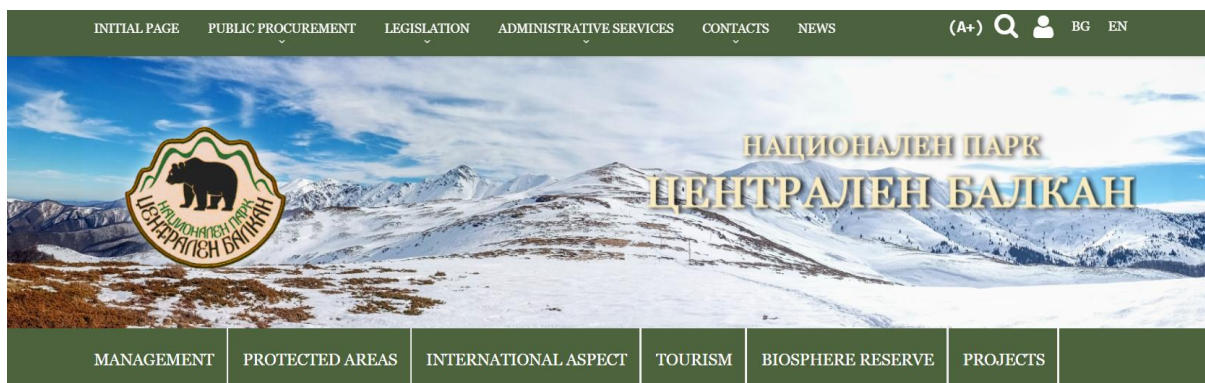 INITIAL PAGE PUBLIC PROCUREMENT LEGISLATION ADMINISTRATIVE SERVICES CONTACTS NEWS (A+) BG EN
НАЦИОНАЛЕН ПАРК
ЦЕНТРАЛЕН БАЛКАН
НАЦИОНАЛЕН ПАРК
ЦЕНТРАЛЕН БАЛКАН
MANAGEMENT PROTECTED AREAS INTERNATIONAL ASPECT TOURISM BIOSPHERE RESERVE PROJECTS